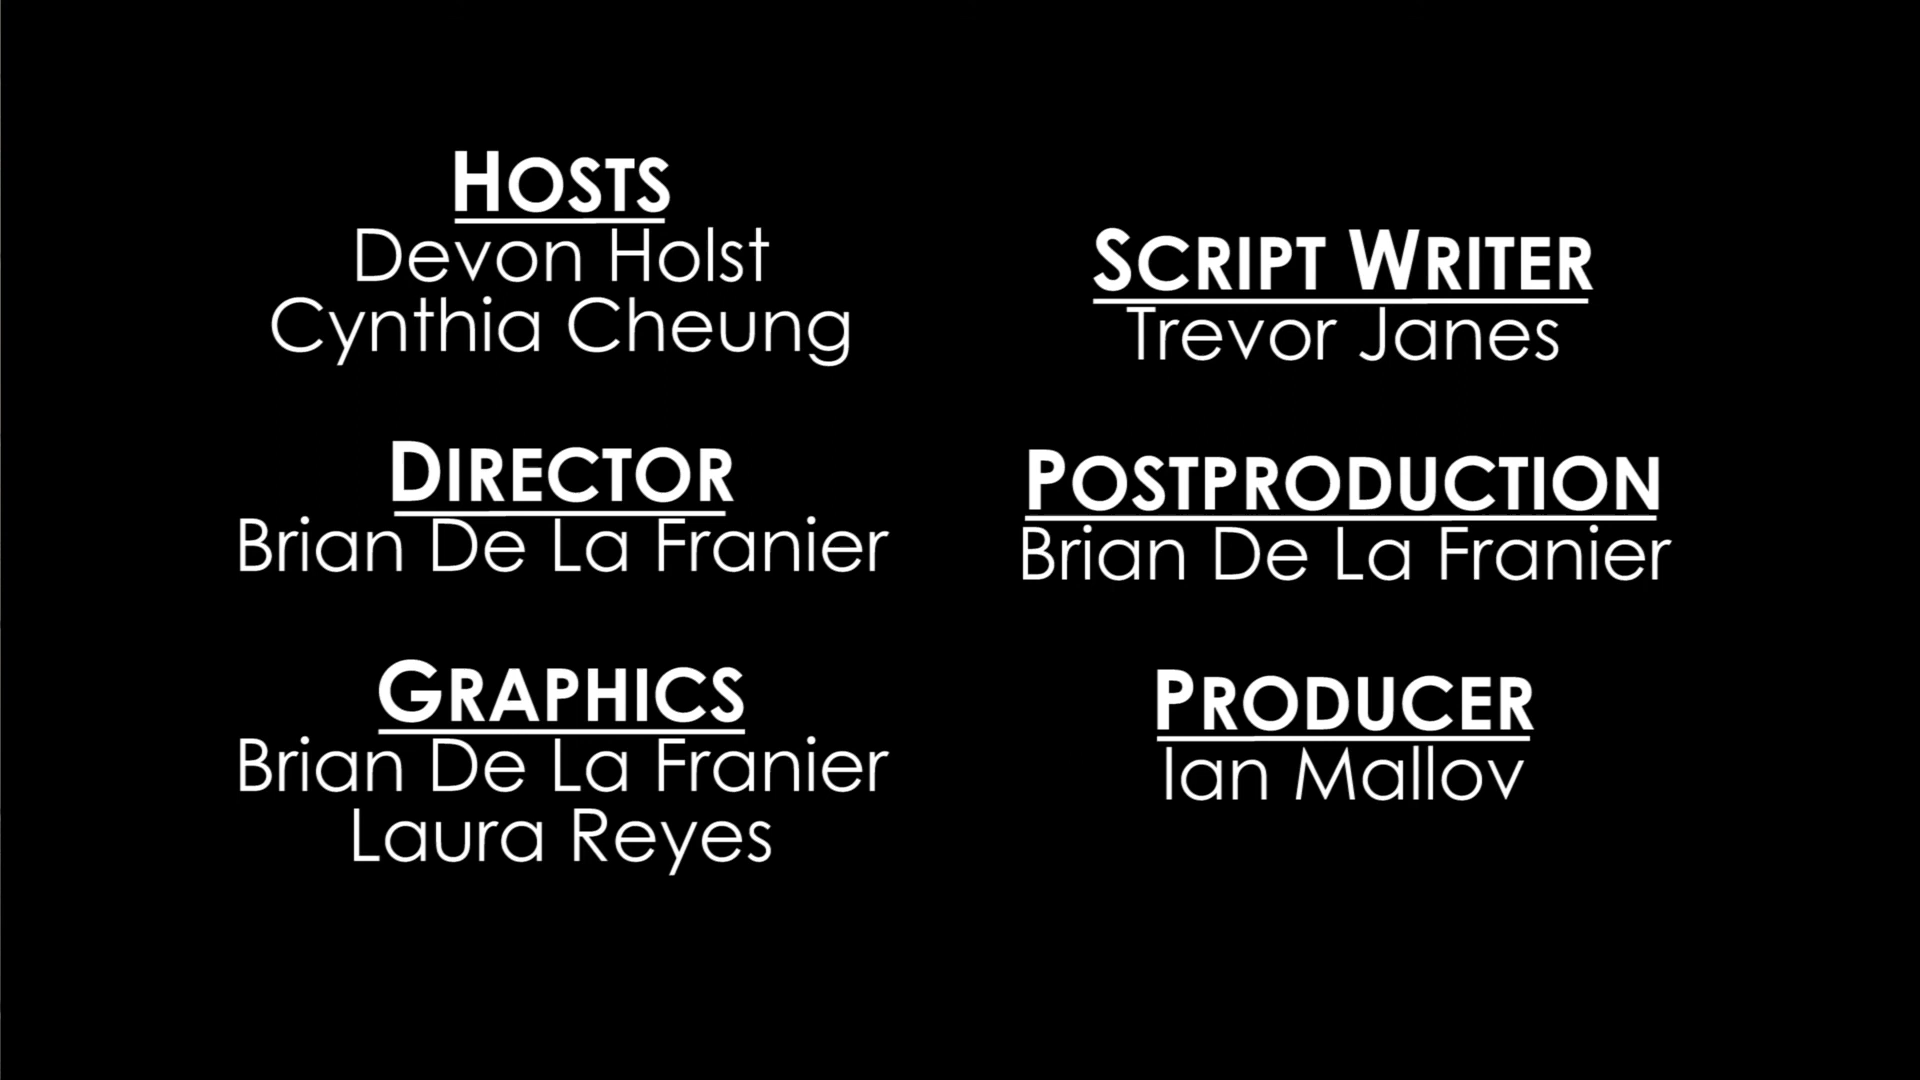 HOSTS
Devon Holst
Cynthia Cheung
DIRECTOR
Brian De La Franier
GRAPHICS
Brian De La Franier
Laura Reyes
SCRIPT WRITER
Trevor Janes
POSTPRODUCTION
Brian De La Franier
PRODUCER
Ian Mallov